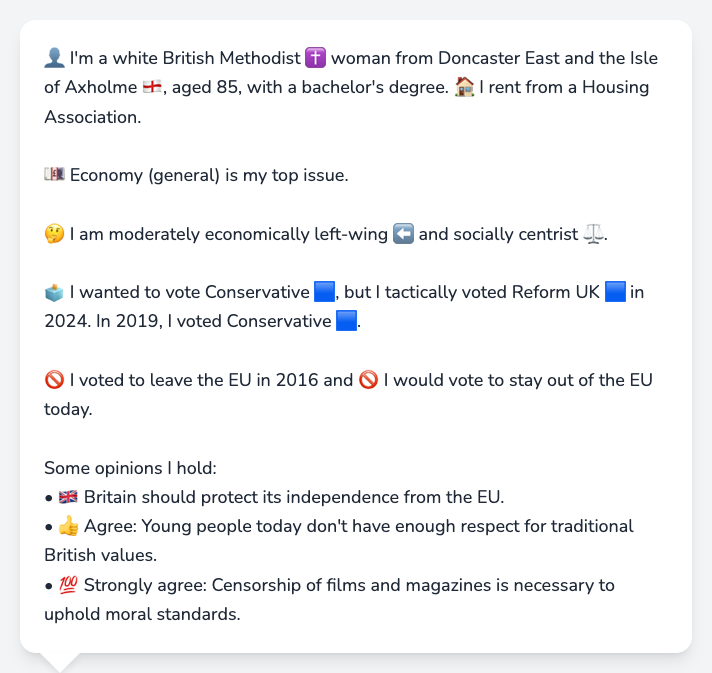 👤 I'm a white British Methodist ✝️ woman from Doncaster East and the Isle
of Axholme 🏴󠁧󠁢󠁥󠁮󠁧󠁿, aged 85, with a bachelor's degree. 🏠 I rent from a Housing
Association.
💷 Economy (general) is my top issue.
🤔 I am moderately economically left-wing ⬅️ and socially centrist ⚖️.
🗳️ I wanted to vote Conservative 🟦, but I tactically voted Reform UK 🟦 in
2024. In 2019, I voted Conservative 🟦.
🚫 I voted to leave the EU in 2016 and 🚫 I would vote to stay out of the EU
today.
Some opinions I hold:
• 🇬🇧 Britain should protect its independence from the EU.
• 👍 Agree: Young people today don't have enough respect for traditional
British values.
• 💯 Strongly agree: Censorship of films and magazines is necessary to
uphold moral standards.